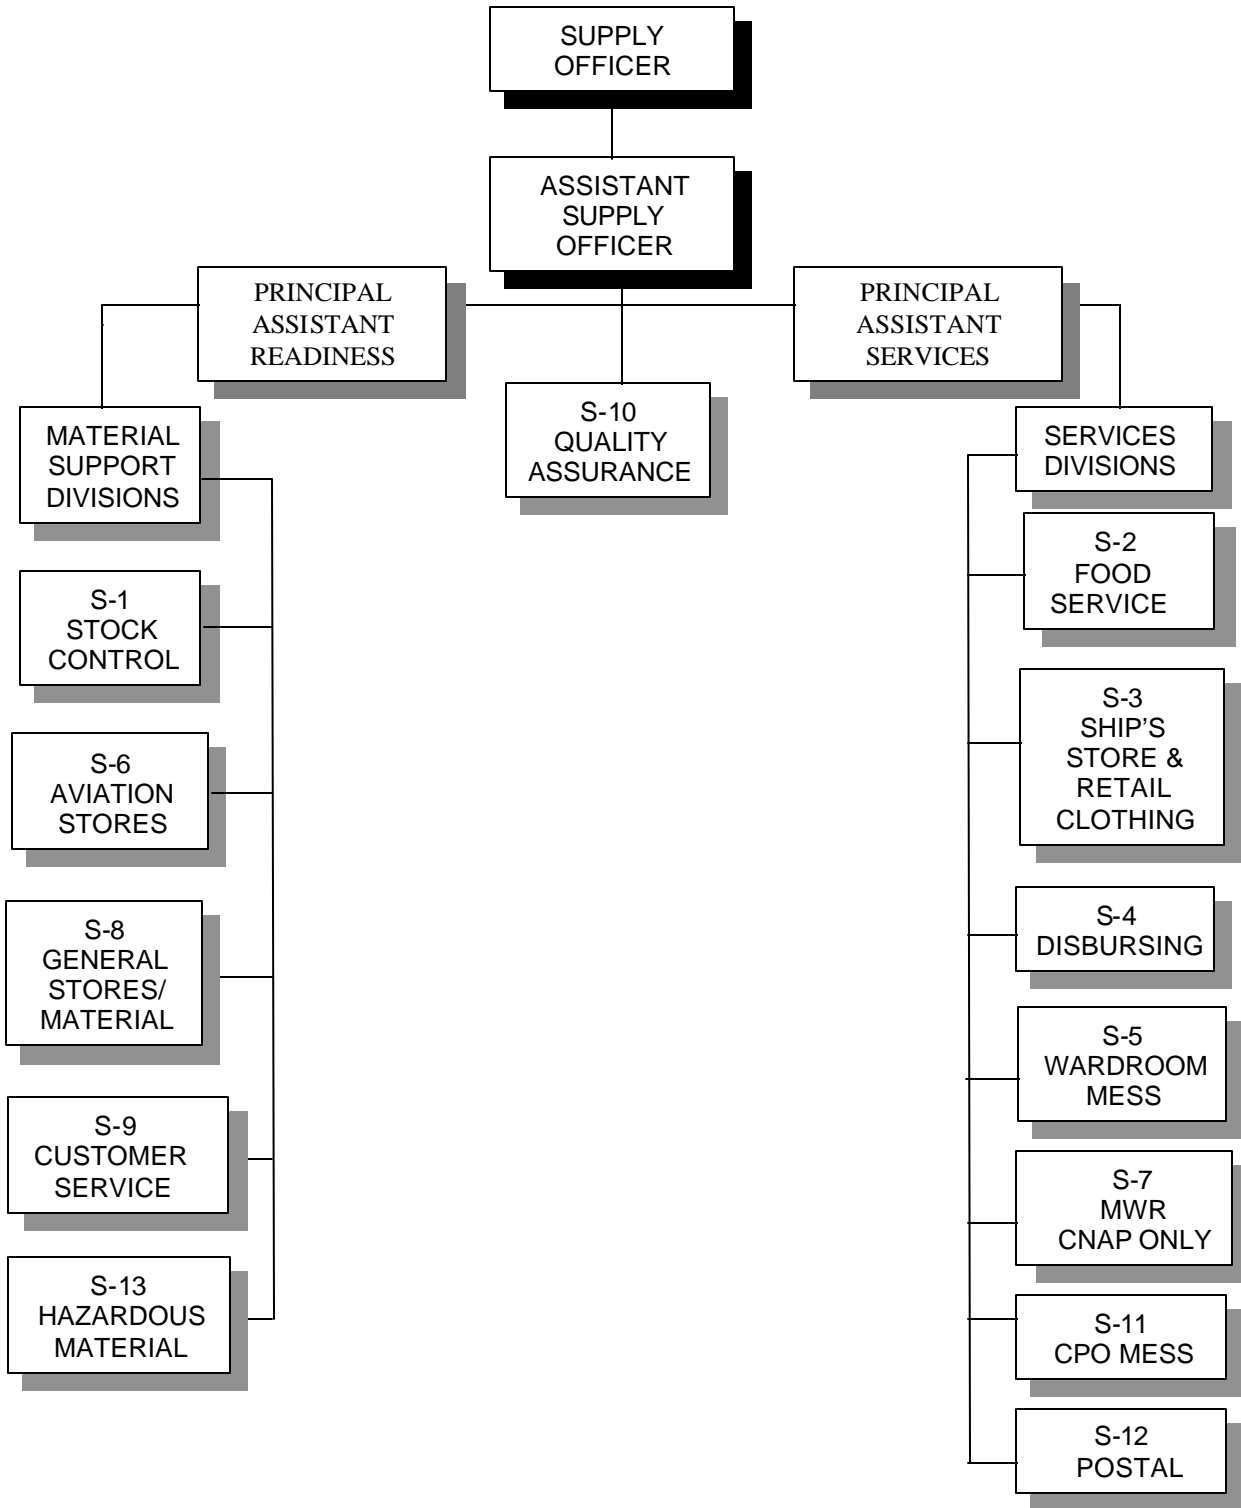 SUPPLY
OFFICER
ASSISTANT
SUPPLY
OFFICER
PRINCIPAL
ASSISTANT
READINESS
PRINCIPAL
ASSISTANT
SERVICES
S-10
QUALITY
ASSURANCE
MATERIAL
SUPPORT
DIVISIONS
S-1
STOCK
CONTROL
S-6
AVIATION
STORES
S-8
GENERAL
STORES/
MATERIAL
S-9
CUSTOMER
SERVICE
S-13
HAZARDOUS
MATERIAL
SERVICES
DIVISIONS
S-2
FOOD
SERVICE
S-3
SHIP’S
STORE &
RETAIL
CLOTHING
S-4
DISBURSING
S-5
WARDROOM
MESS
S-7
MWR
CNAP ONLY
S-11
CPO MESS
S-12
POSTAL